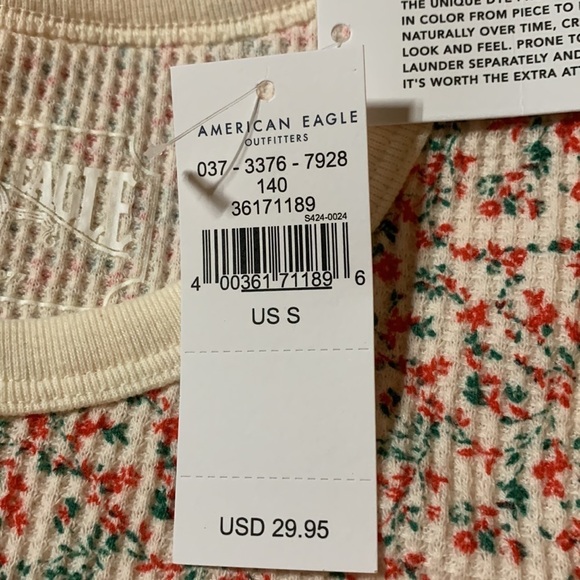 THE UNIQUE DYE
IN COLOR FROM PIECE TO
NATURALLY OVER TIME,
LOOK AND FEEL. PRONE TO
LAUNDER SEPARATELY AND
IT'S WORTH THE EXTRA
AMERICAN EAGLE
OUTFITTERS
037 - 3376 - 7928
140
36171189
S424-0024
4 00361 71189 6
US S
USD 29.95
EAGLE